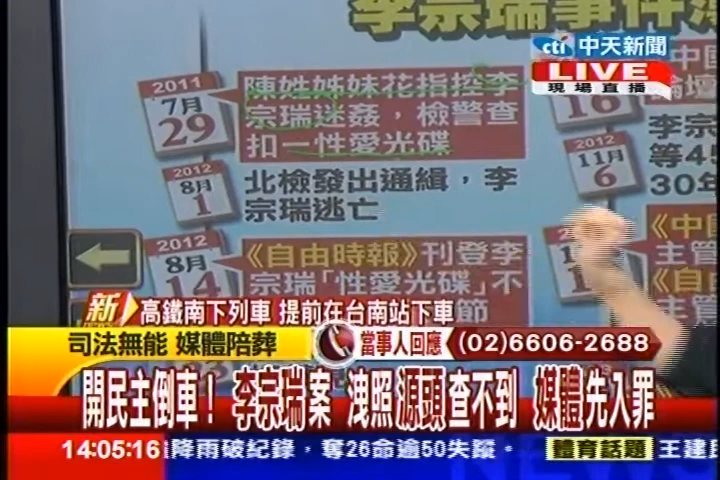 李宗瑞事件
cti 中天新聞
LIVE
現場直播
2011
7月
29
陳姓姊妹花指控李
宗瑞迷姦，檢警查
扣一性愛光碟
2012
8月
1
北檢發出通緝，李
宗瑞逃亡
2012
8月
14
《自由時報》刊登李
宗瑞「性愛光碟」不
節
中國
論壇
16
2012
11月
6
李宗
等45
30年
《中國
主管
《自
主管
新 高鐵南下列車 提前在台南站下車
司法無能 媒體陪葬 當事人回應 (02)6606-2688
開民主倒車！ 李宗瑞案 洩照源頭查不到 媒體先入罪
14:05:16 降雨破紀錄，奪26命逾50失蹤。 體育話題 王建民